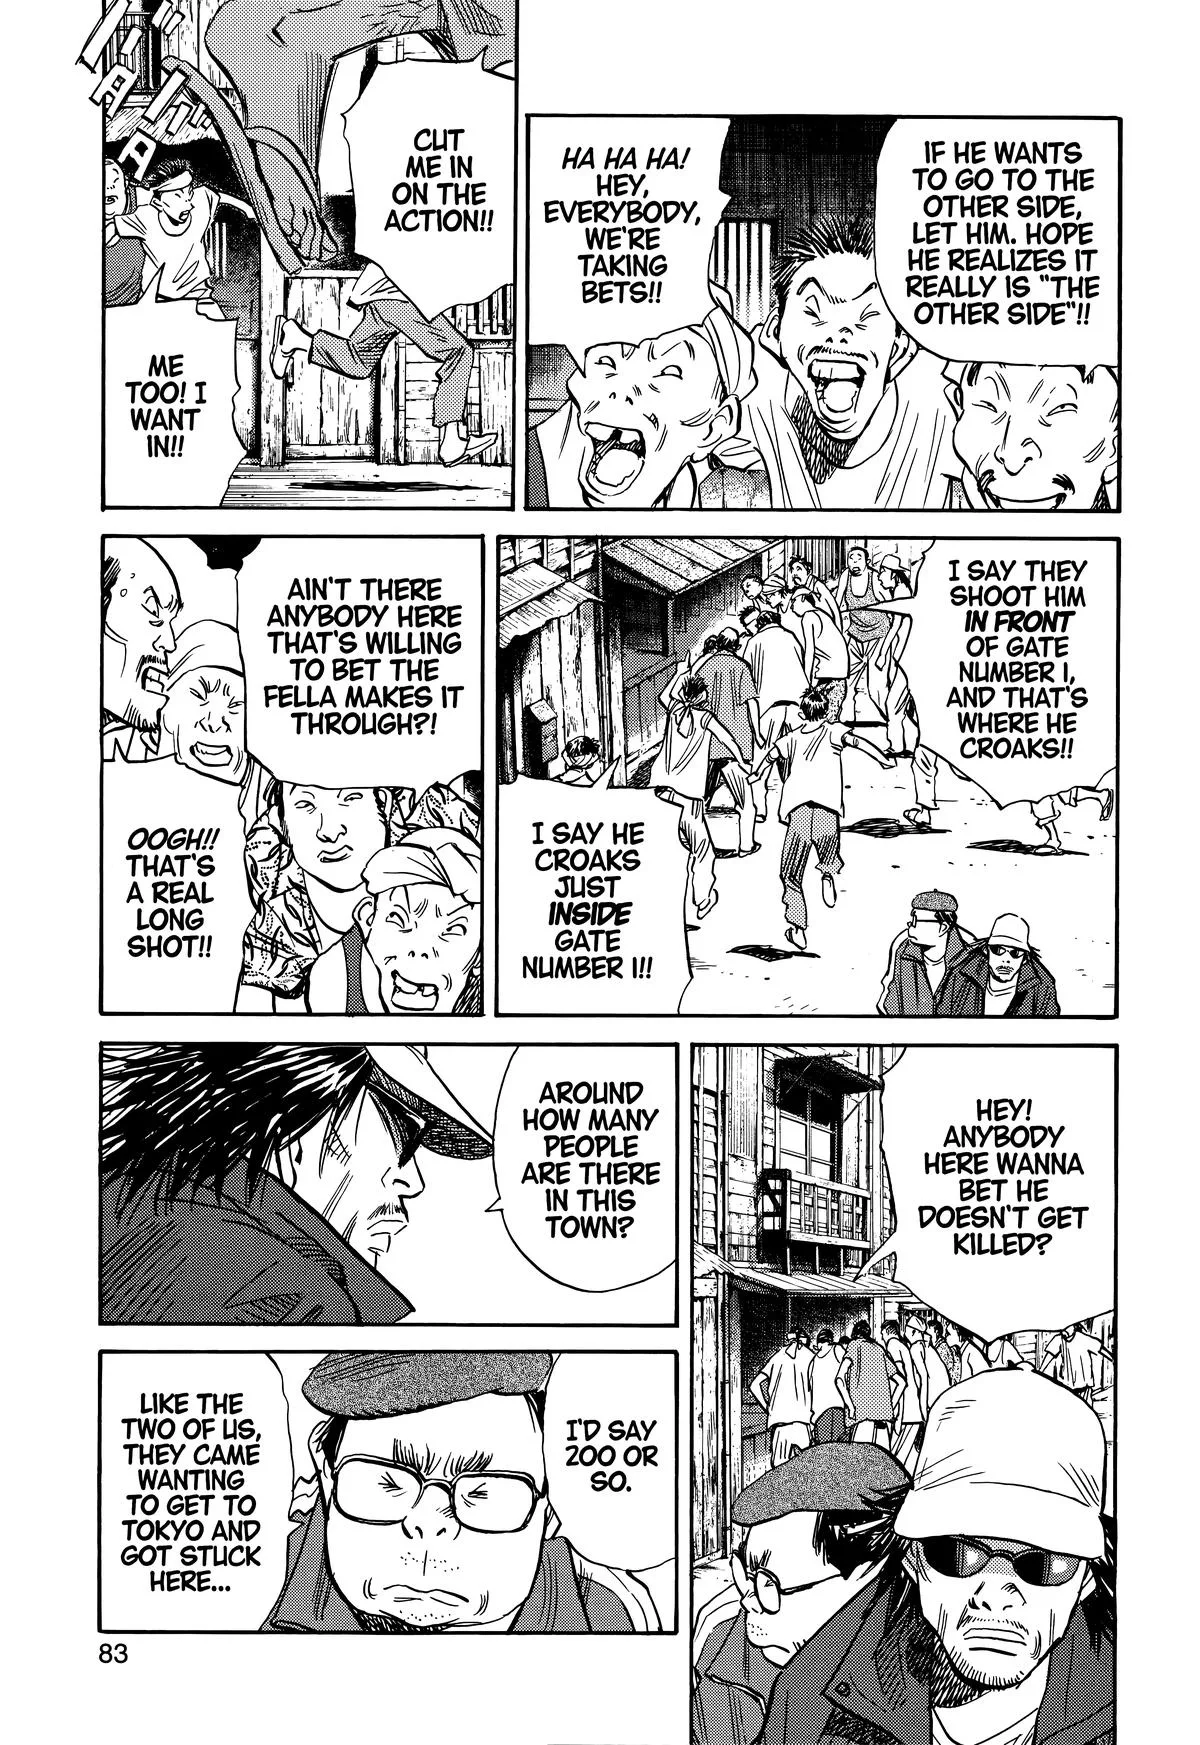 IF HE WANTS
TO GO TO THE
OTHER SIDE,
LET HIM. HOPE
HE REALIZES IT
REALLY IS "THE
OTHER SIDE"!!
HA HA HA!
HEY,
EVERYBODY,
WE'RE
TAKING
BETS!!
CUT
ME IN
ON THE
ACTION!!
ダダダッ
ME
TOO! I
WANT
IN!!
I SAY THEY
SHOOT HIM
IN FRONT
OF GATE
NUMBER 1,
AND THAT'S
WHERE HE
CROAKS!!
I SAY HE
CROAKS
JUST
INSIDE
GATE
NUMBER 1!!
AIN'T THERE
ANYBODY HERE
THAT'S WILLING
TO BET THE
FELLA MAKES IT
THROUGH?!
OOGH!!
THAT'S
A REAL
LONG
SHOT!!
HEY!
ANYBODY
HERE WANNA
BET HE
DOESN'T GET
KILLED?
AROUND
HOW MANY
PEOPLE
ARE THERE
IN THIS
TOWN?
I'D SAY
200 OR
SO.
LIKE THE
TWO OF US,
THEY CAME
WANTING
TO GET TO
TOKYO AND
GOT STUCK
HERE...
83